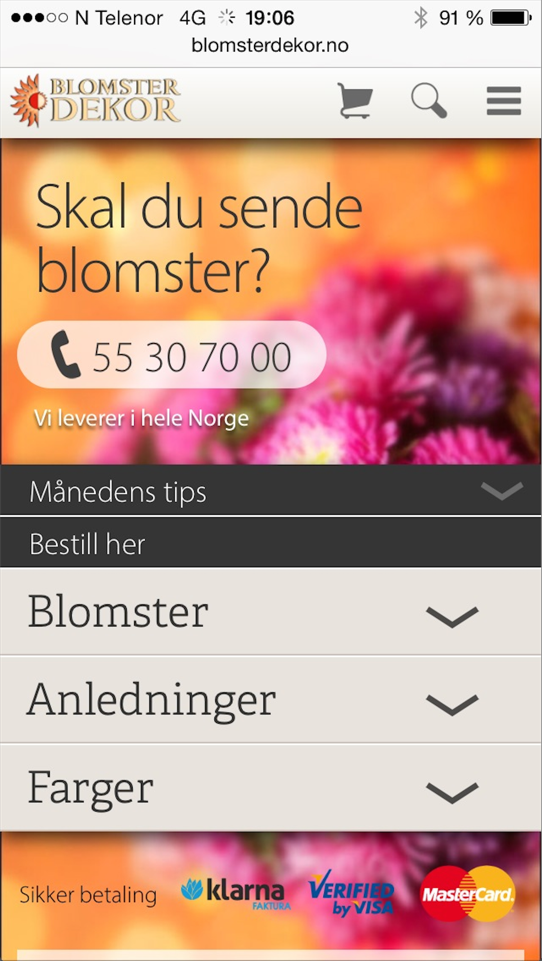 N Telenor 4G 19:06 91 %
blomsterdekor.no
BLOMSTER
DEKOR
Skal du sende
blomster?
55 30 70 00
Vi leverer i hele Norge
Månedens tips
Bestill her
Blomster
Anledninger
Farger
Sikker betaling
klarna
FAKTURA
VERIFIED
by VISA
MasterCard.